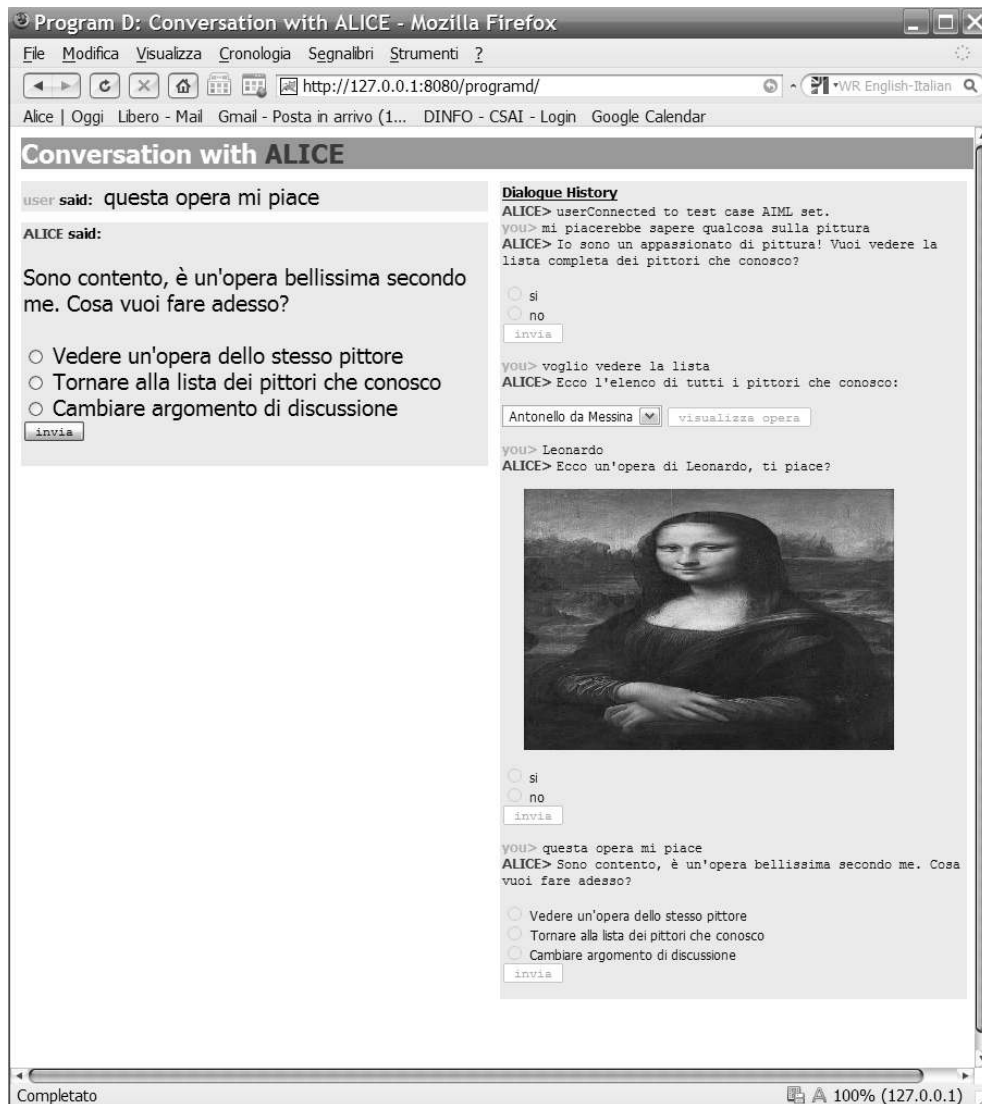 Program D: Conversation with ALICE - Mozilla Firefox
File Modifica Visualizza Cronologia Segnalibri Strumenti ?
http://127.0.0.1:8080/programd/
WR English-Italian
Alice | Oggi Libero - Mail Gmail - Posta in arrivo (1... DINFO - CSAI - Login Google Calendar
Conversation with ALICE
user said: questa opera mi piace
ALICE said:
Sono contento, è un'opera bellissima secondo
me. Cosa vuoi fare adesso?
Vedere un'opera dello stesso pittore
Tornare alla lista dei pittori che conosco
Cambiare argomento di discussione
invia
Dialogue History
ALICE> userConnected to test case AIML set.
you> mi piacerebbe sapere qualcosa sulla pittura
ALICE> Io sono un appassionato di pittura! Vuoi vedere la
lista completa dei pittori che conosco?
si
no
invia
you> voglio vedere la lista
ALICE> Ecco l'elenco di tutti i pittori che conosco:
Antonello da Messina visualizza opera
you> Leonardo
ALICE> Ecco un'opera di Leonardo, ti piace?
si
no
invia
you> questa opera mi piace
ALICE> Sono contento, è un'opera bellissima secondo me. Cosa
vuoi fare adesso?
Vedere un'opera dello stesso pittore
Tornare alla lista dei pittori che conosco
Cambiare argomento di discussione
invia
Completato
100% (127.0.0.1)